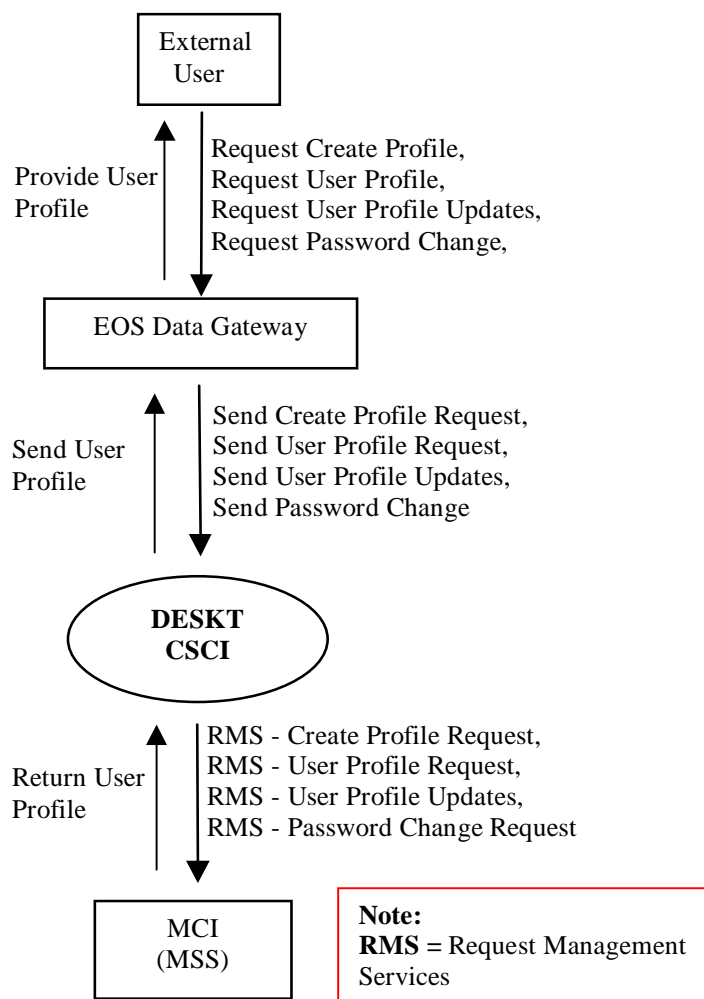 External
User
Provide User
Profile
Request Create Profile,
Request User Profile,
Request User Profile Updates,
Request Password Change,
EOS Data Gateway
Send User
Profile
Send Create Profile Request,
Send User Profile Request,
Send User Profile Updates,
Send Password Change
DESKT
CSCI
Return User
Profile
RMS - Create Profile Request,
RMS - User Profile Request,
RMS - User Profile Updates,
RMS - Password Change Request
MCI
(MSS)
Note:
RMS = Request Management
Services